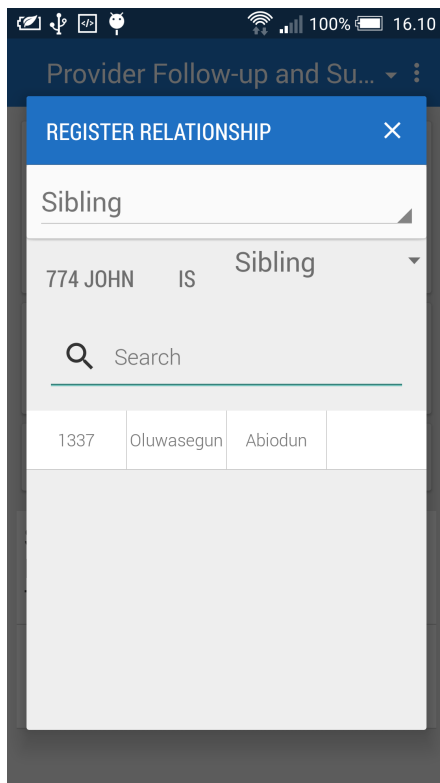 100% 16.10
Provider Follow-up and Su...
REGISTER RELATIONSHIP
Sibling
774 JOHN IS Sibling
Search
1337 Oluwasegun Abiodun